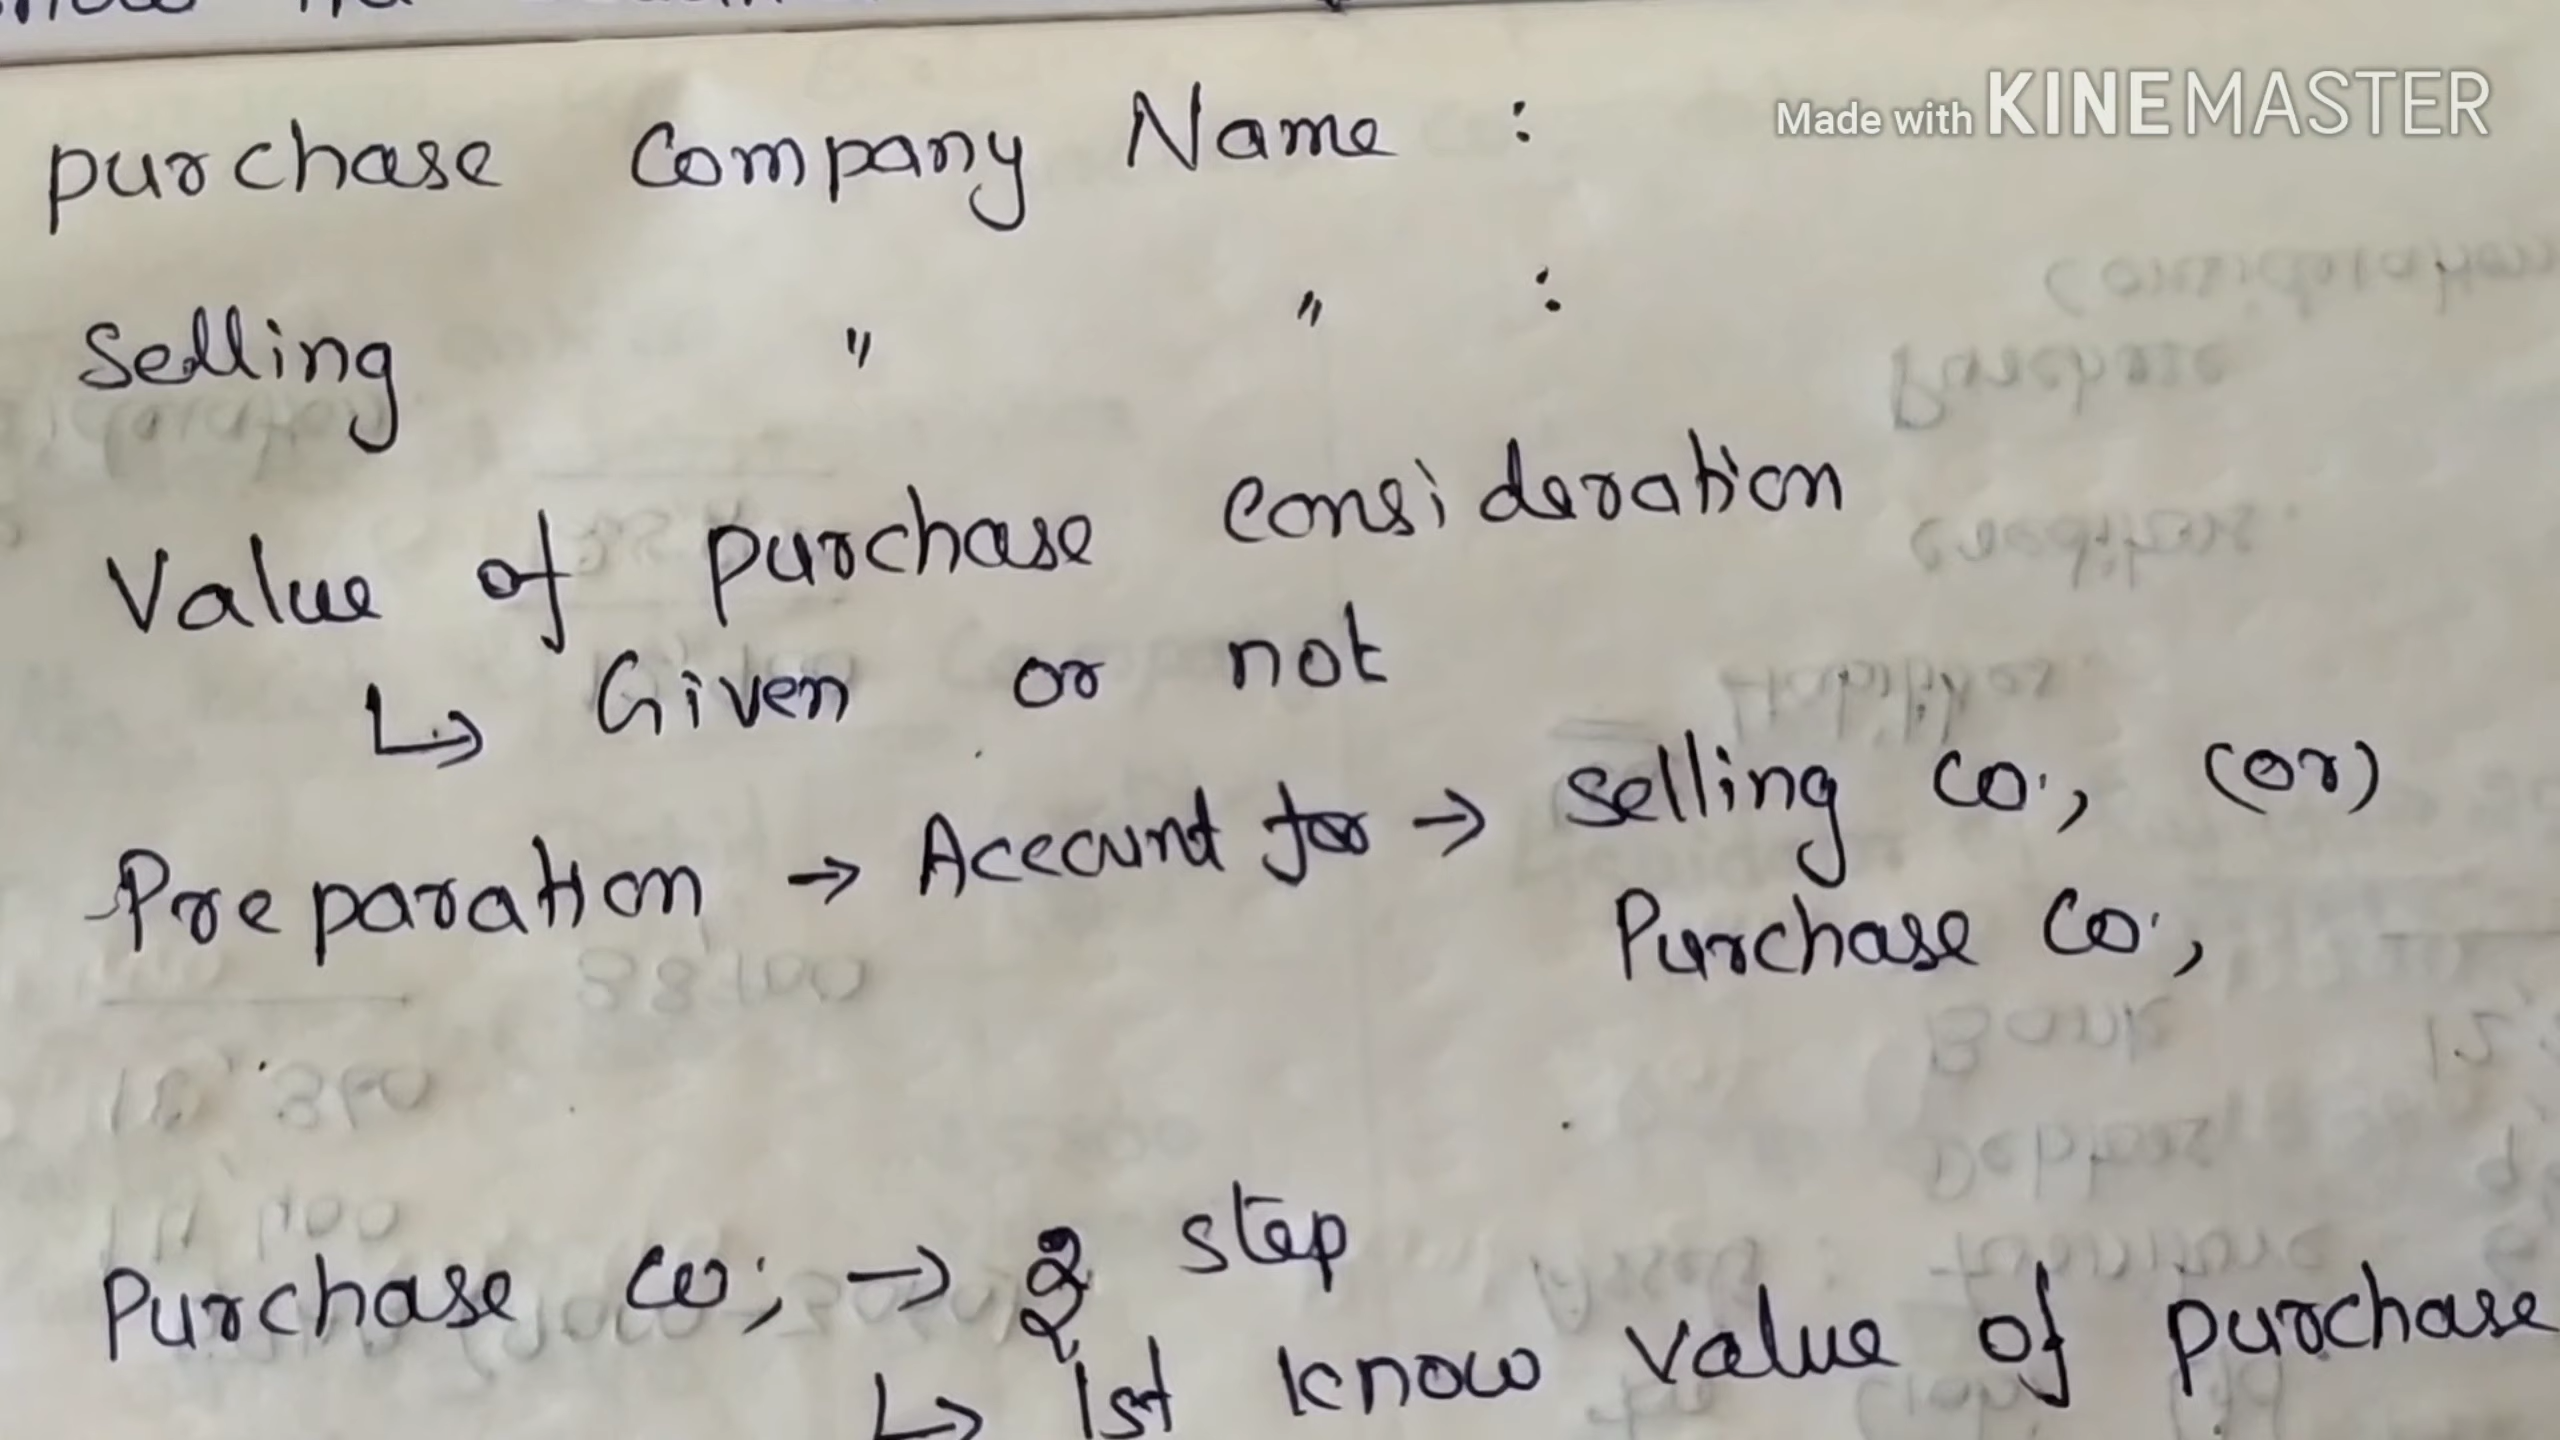 Made with KINEMASTER
purchase Company Name :
Selling " " :
Value of purchase consideration
↳ Given or not
Preparation → Account for → Selling co., (or)
Purchase Co.,
Purchase co; → 2 step
↳ 1st know value of purchase